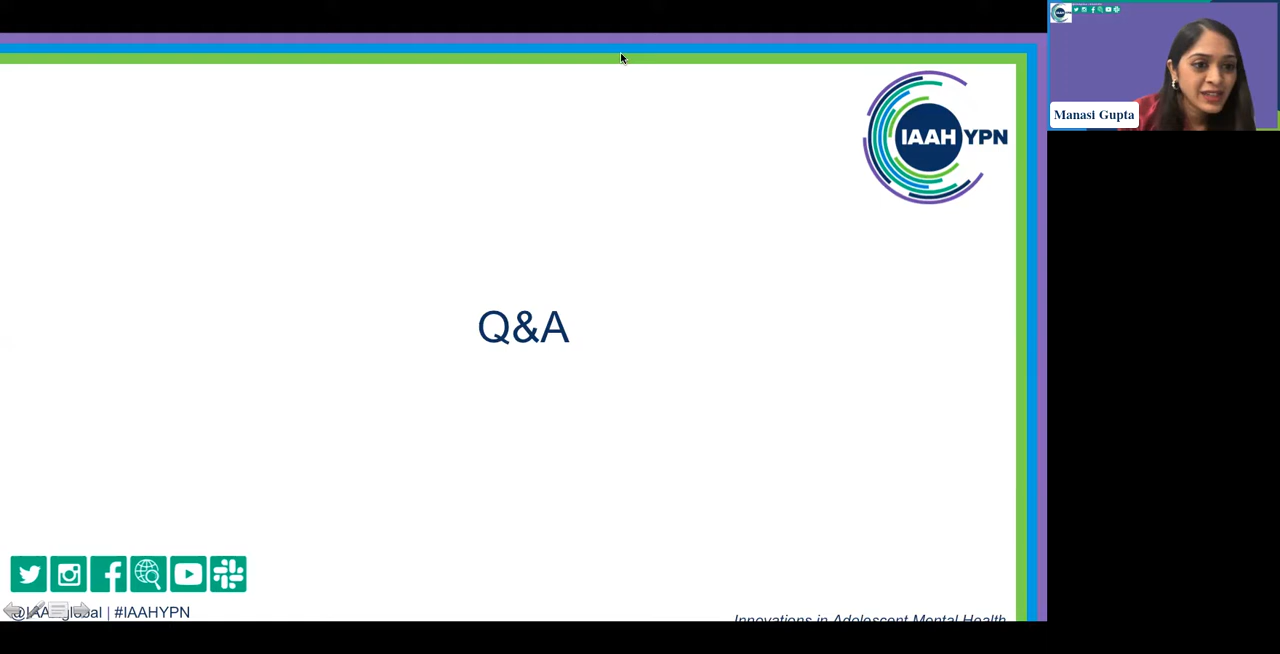 IAAH YPN
Manasi Gupta
Q&A
| #IAAHYPN
Innovations in Adolescent Mental Health